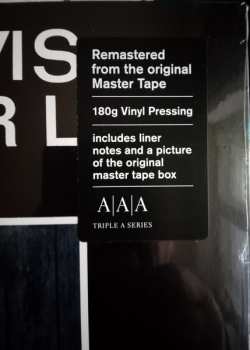 VIS
R L
Remastered
from the original
Master Tape
180g Vinyl Pressing
includes liner
notes and a picture
of the original
master tape box
A|A|A
TRIPLE A SERIES